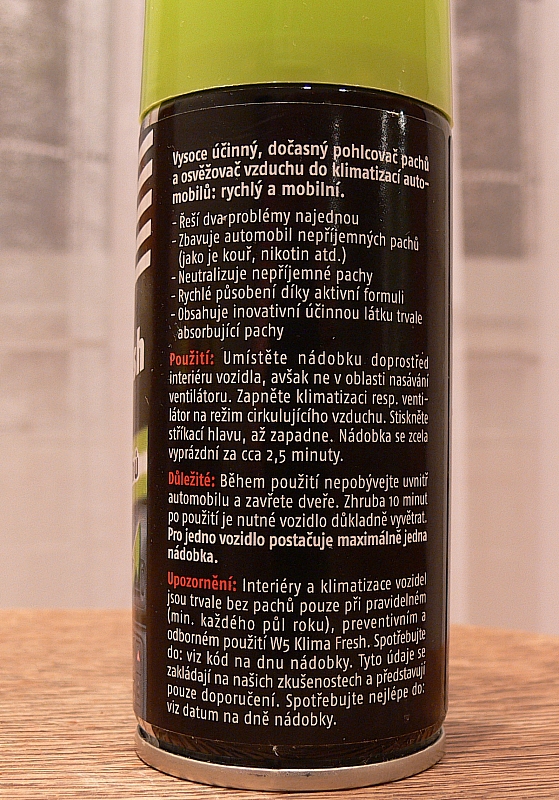 Vysoce účinný, dočasný pohlcovač pachů
a osvěžovač vzduchu do klimatizací auto-
mobilů: rychlý a mobilní.
- Řeší dva problémy najednou
- Zbavuje automobil nepříjemných pachů
(jako je kouř, nikotin atd.)
- Neutralizuje nepříjemné pachy
- Rychlé působení díky aktivní formuli
- Obsahuje inovativní účinnou látku trvale
absorbující pachy
Použití: Umístěte nádobku doprostřed
interiéru vozidla, avšak ne v oblasti nasávání
ventilátoru. Zapněte klimatizaci resp. venti-
látor na režim cirkulujícího vzduchu. Stiskněte
stříkací hlavu, až zapadne. Nádobka se zcela
vyprázdní za cca 2,5 minuty.
Důležité: Během použití nepobývejte uvnitř
automobilu a zavřete dveře. Zhruba 10 minut
po použití je nutné vozidlo důkladně vyvětrat.
Pro jedno vozidlo postačuje maximálně jedna
nádobka.
Upozornění: Interiéry a klimatizace vozidel
jsou trvale bez pachů pouze při pravidelném
(min. každého půl roku), preventivním a
odborném použití W5 Klima Fresh. Spotřebujte
do: viz kód na dnu nádobky. Tyto údaje se
zakládají na našich zkušenostech a představují
pouze doporučení. Spotřebujte nejlépe do:
viz datum na dně nádobky.